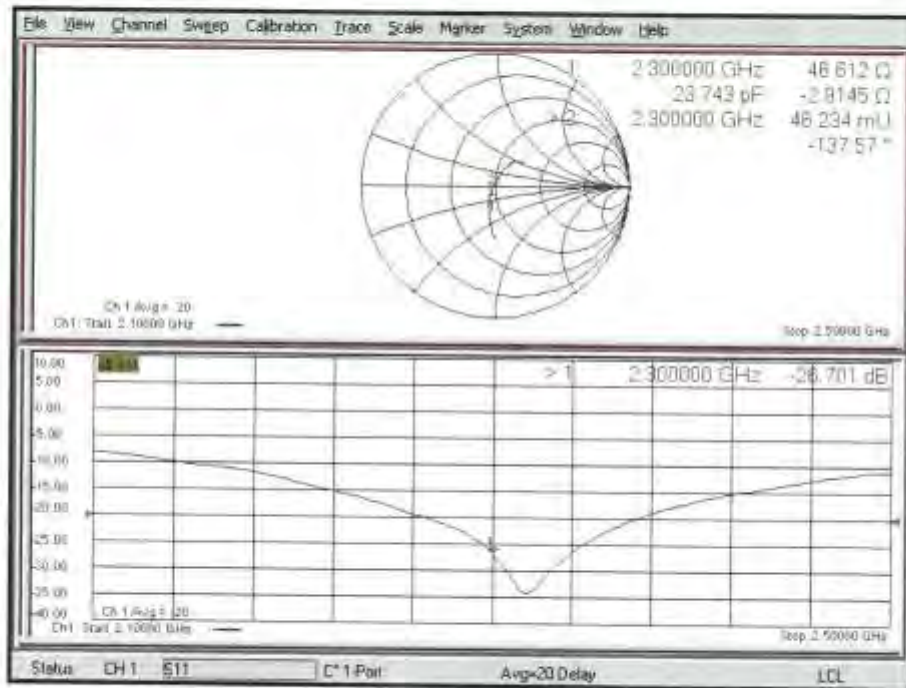 File View Channel Sweep Calibration Trace Scale Marker System Window Help
1 2.300000 GHz 46.612 Ω
23.743 pF -2.9145 Ω
> 2 2.300000 GHz 46.234 mU
-137.57 °
Ch 1 Avg = 20
Ch1: Start 2.10000 GHz
Stop 2.50000 GHz
10.00
5.00
0.00
-5.00
-10.00
-15.00
-20.00
-25.00
-30.00
-35.00
-40.00
> 1 2.300000 GHz -26.701 dB
Ch 1 Avg = 20
Ch1: Start 2.10000 GHz
Stop 2.50000 GHz
Status CH 1 S11 C* 1-Port Avg=20 Delay LCL